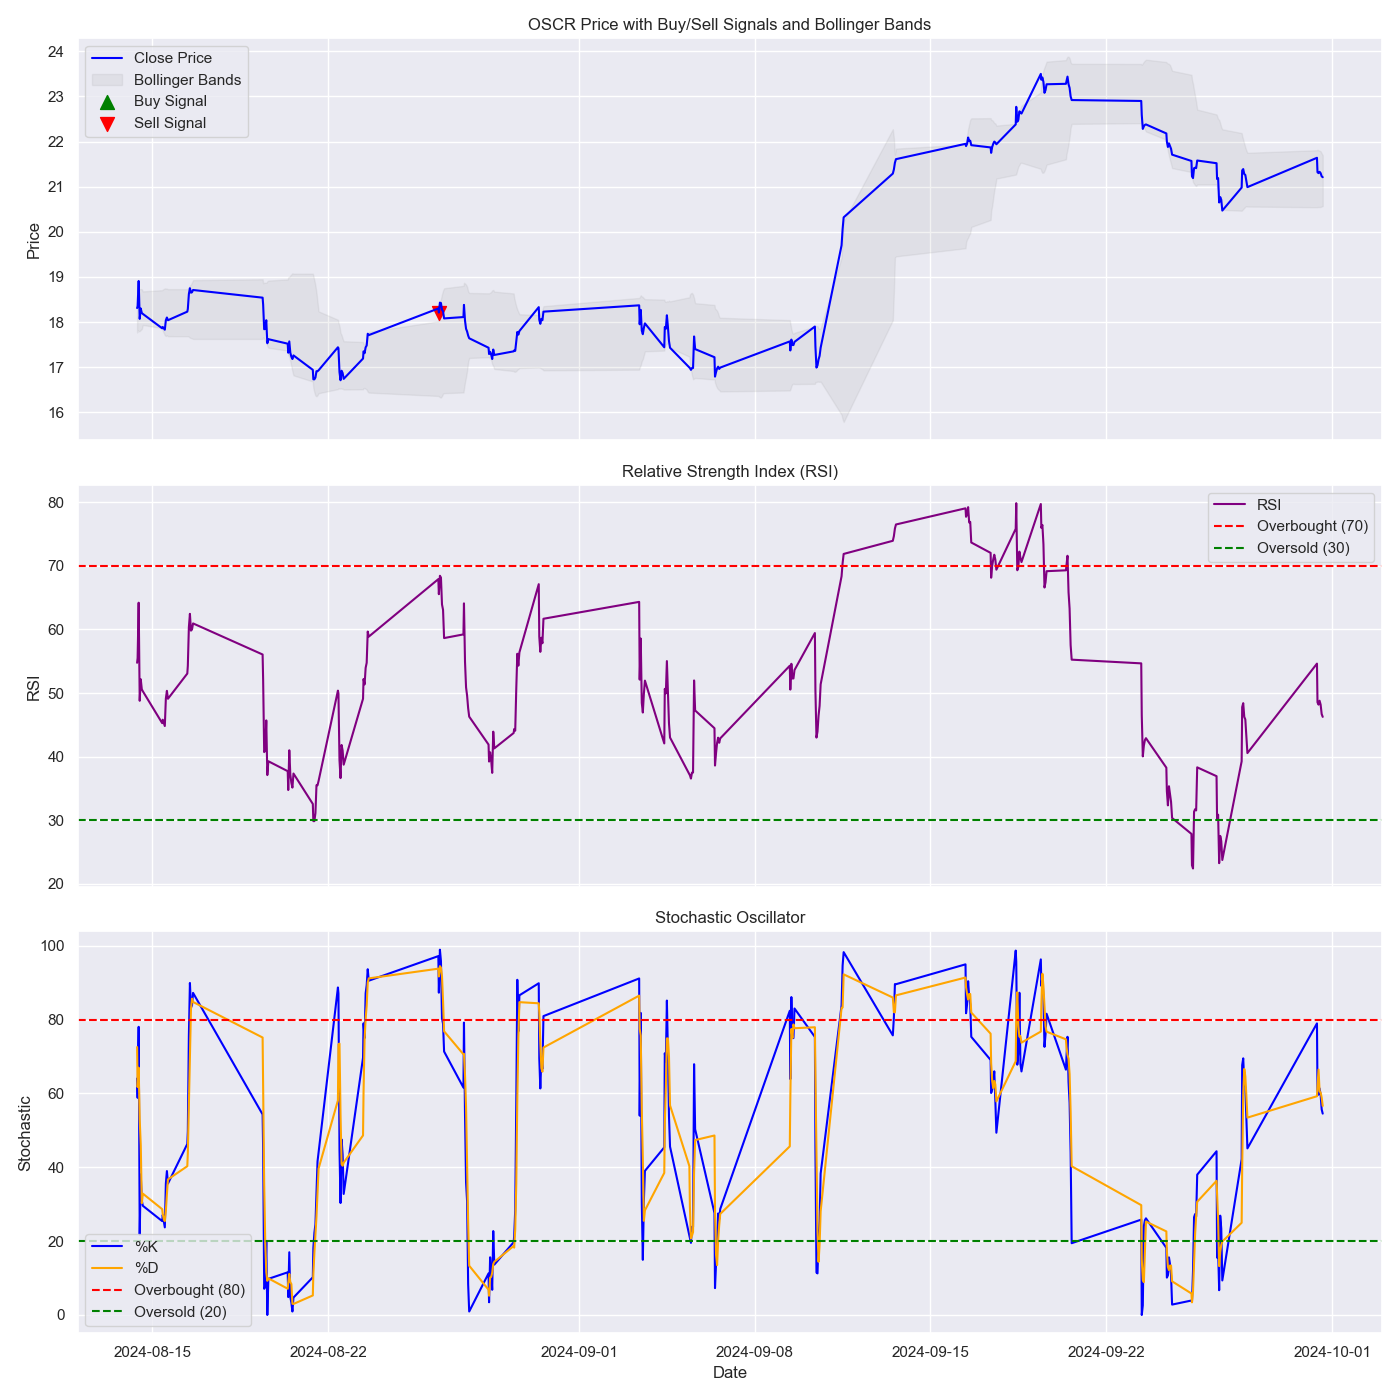 OSCR Price with Buy/Sell Signals and Bollinger Bands
Close Price
Bollinger Bands
Buy Signal
Sell Signal
Price
24
23
22
21
20
19
18
17
16
Relative Strength Index (RSI)
RSI
Overbought (70)
Oversold (30)
RSI
80
70
60
50
40
30
20
Stochastic Oscillator
Stochastic
100
80
60
40
20
0
%K
%D
Overbought (80)
Oversold (20)
2024-08-15
2024-08-22
2024-09-01
2024-09-08
2024-09-15
2024-09-22
2024-10-01
Date